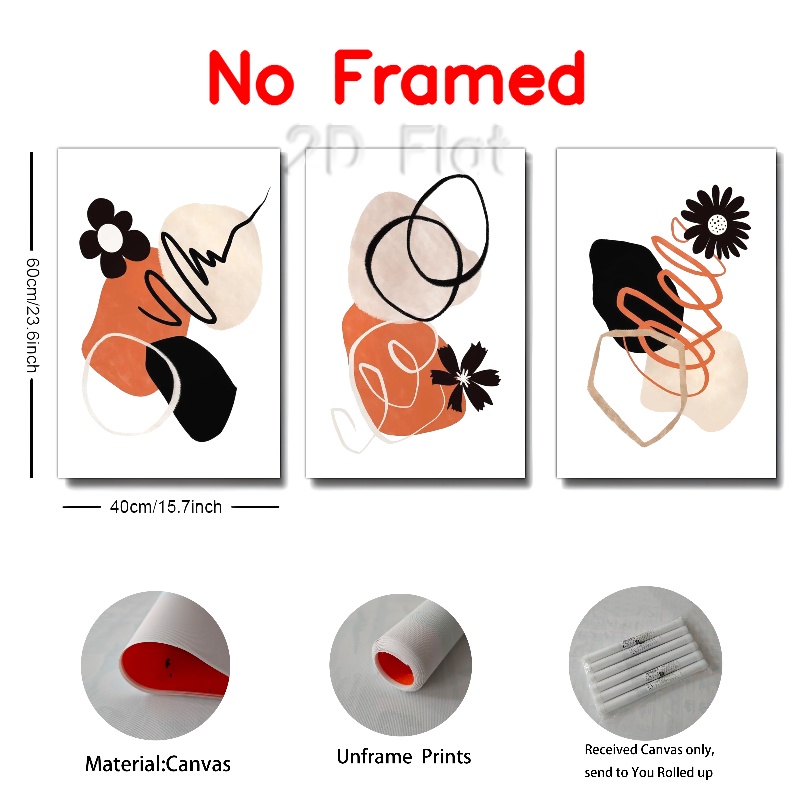 No Framed
2D Flat
60cm/23.6inch
40cm/15.7inch
Material:Canvas
Unframe Prints
Received Canvas only,
send to You Rolled up